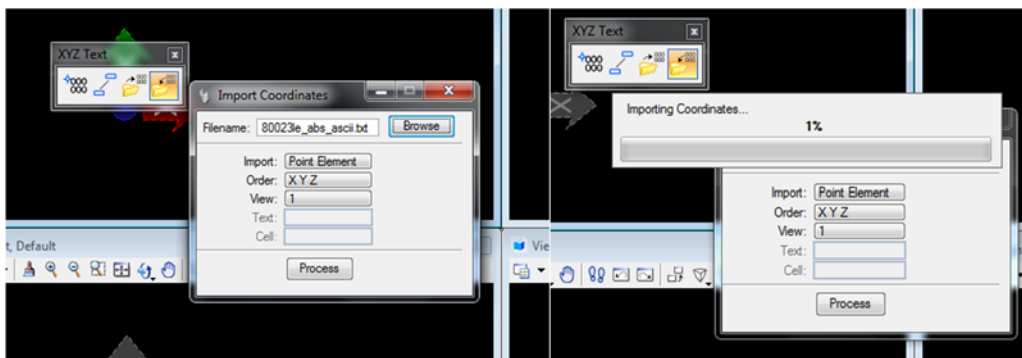 XYZ Text
Import Coordinates
Filename: 80023le_abs_ascii.txt Browse
Import: Point Element
Order: X Y Z
View: 1
Text:
Cell:
Process
t, Default
XYZ Text
Importing Coordinates...
1%
Import: Point Element
Order: X Y Z
View: 1
Text:
Cell:
Process
Vie